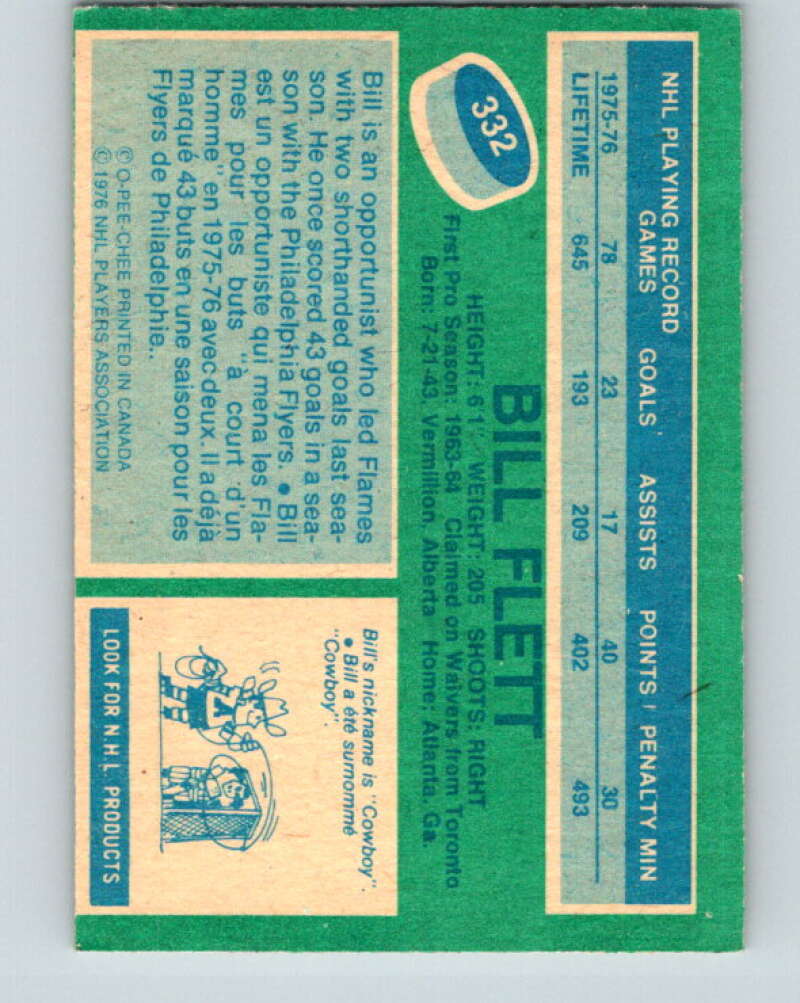 NHL PLAYING RECORD
GAMES GOALS ASSISTS POINTS PENALTY MIN
1975-76 78 23 17 40 30
LIFETIME 645 193 209 402 493
332
BILL FLETT
HEIGHT: 6'1" WEIGHT: 205 SHOOTS: RIGHT
First Pro Season: 1963-64 Claimed on Waivers from Toronto
Born: 7-21-43, Vermillion, Alberta Home: Atlanta, Ga.
Bill is an opportunist who led Flames
with two shorthanded goals last sea-
son. He once scored 43 goals in a sea-
son with the Philadelphia Flyers. • Bill
est un opportuniste qui mena les Fla-
mes pour les buts "à court d'un
homme" en 1975-76 avec deux. Il a déjà
marqué 43 buts en une saison pour les
Flyers de Philadelphie..
© O-PEE-CHEE PRINTED IN CANADA
© 1976 NHL PLAYERS ASSOCIATION
Bill's nickname is "Cowboy".
• Bill a été surnommé
"Cowboy".
LOOK FOR N.H.L. PRODUCTS